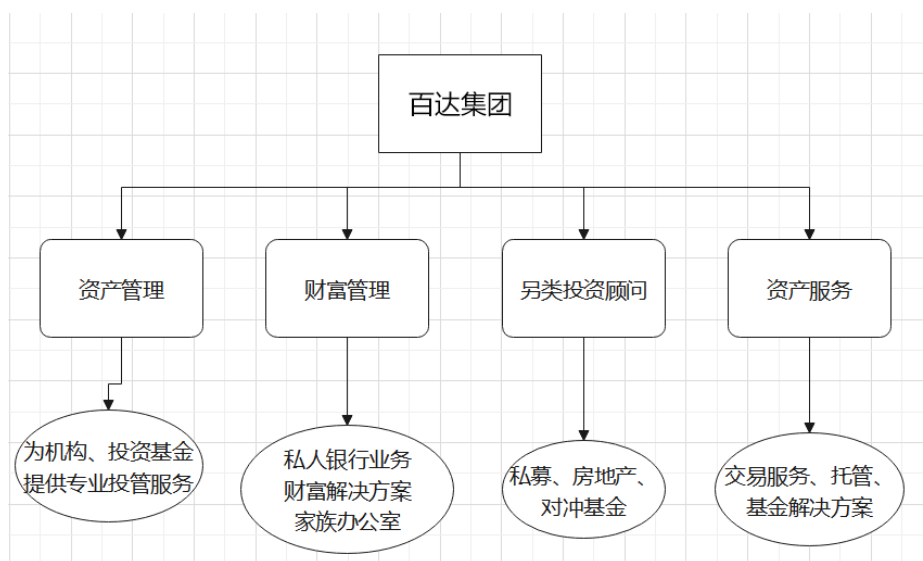 百达集团
资产管理
财富管理
另类投资顾问
资产服务
为机构、投资基金
提供专业投管服务
私人银行业务
财富解决方案
家族办公室
私募、房地产、
对冲基金
交易服务、托管、
基金解决方案